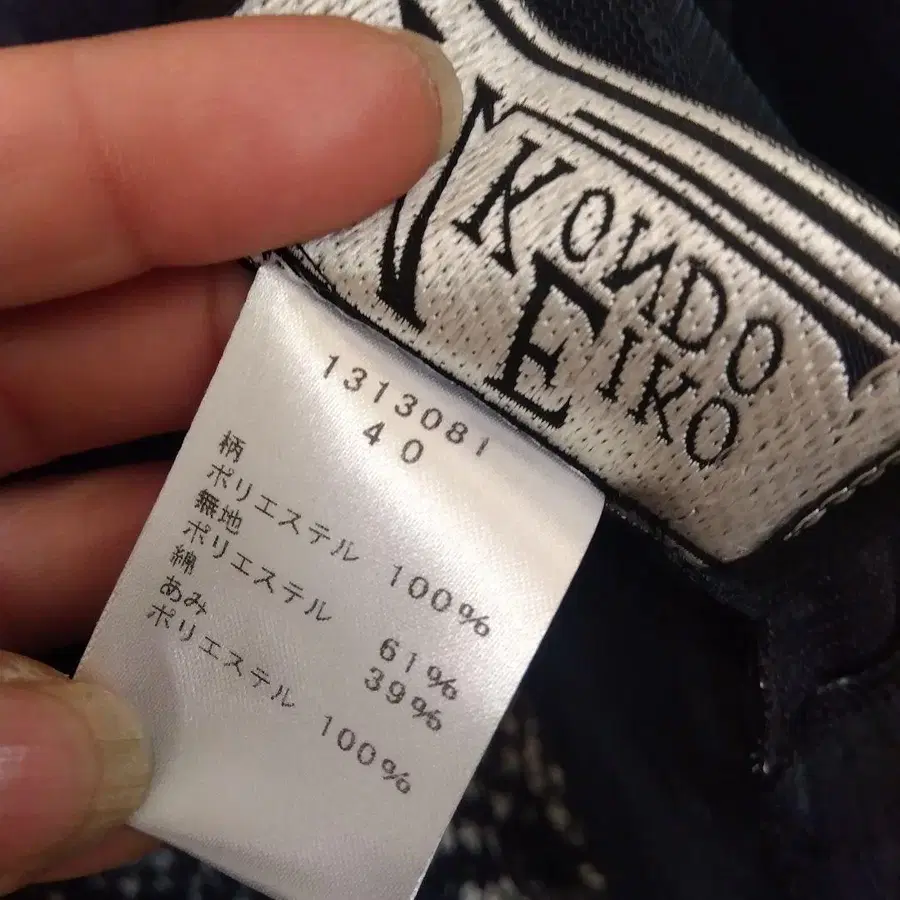 KONDO
EIKO
1313081
40
柄
ポリエステル 100%
無地
ポリエステル 61%
綿 39%
あみ
ポリエステル 100%